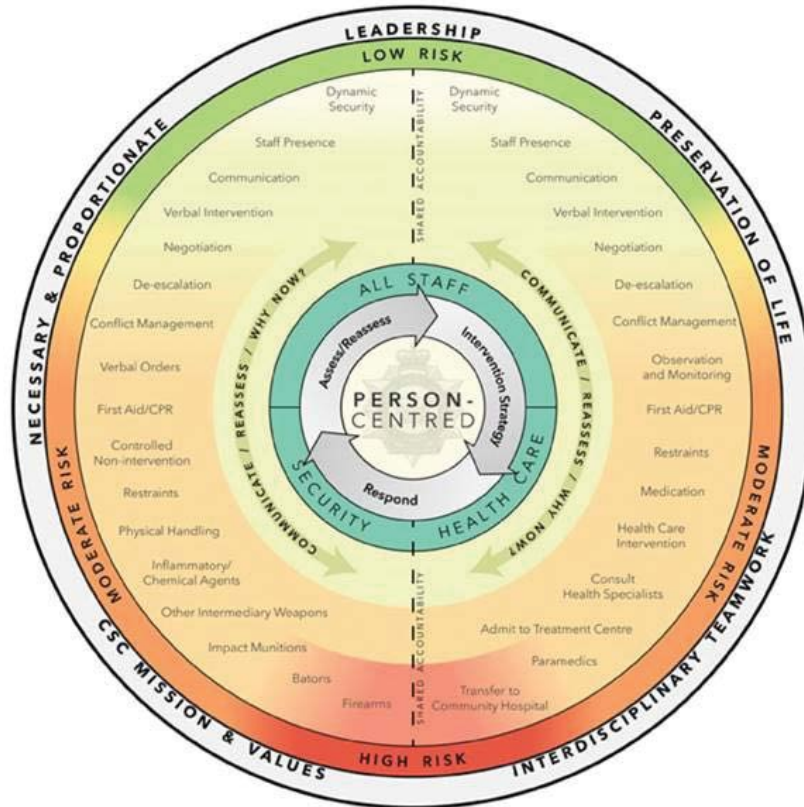 LEADERSHIP
LOW RISK
NECESSARY & PROPORTIONATE
PRESERVATION OF LIFE
MODERATE RISK
MODERATE RISK
CSC MISSION & VALUES
INTERDISCIPLINARY TEAMWORK
HIGH RISK
Dynamic
Security
Staff Presence
Communication
Verbal Intervention
Negotiation
De-escalation
Conflict Management
Verbal Orders
First Aid/CPR
Controlled
Non-intervention
Restraints
Physical Handling
Inflammatory/
Chemical Agents
Other Intermediary Weapons
Impact Munitions
Batons
Firearms
SHARED ACCOUNTABILITY
SHARED ACCOUNTABILITY
Dynamic
Security
Staff Presence
Communication
Verbal Intervention
Negotiation
De-escalation
Conflict Management
Observation
and Monitoring
First Aid/CPR
Restraints
Medication
Health Care
Intervention
Consult
Health Specialists
Admit to Treatment Centre
Paramedics
Transfer to
Community Hospital
COMMUNICATE / REASSESS / WHY NOW?
COMMUNICATE / REASSESS / WHY NOW?
ALL STAFF
SECURITY
HEALTH CARE
Assess/Reassess
Intervention Strategy
Respond
PERSON-
CENTRED